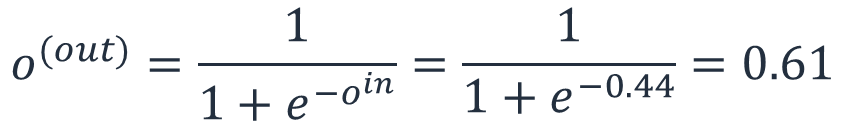 o^(out) = 1 / (1 + e^(−o^in)) = 1 / (1 + e^(−0.44)) = 0.61